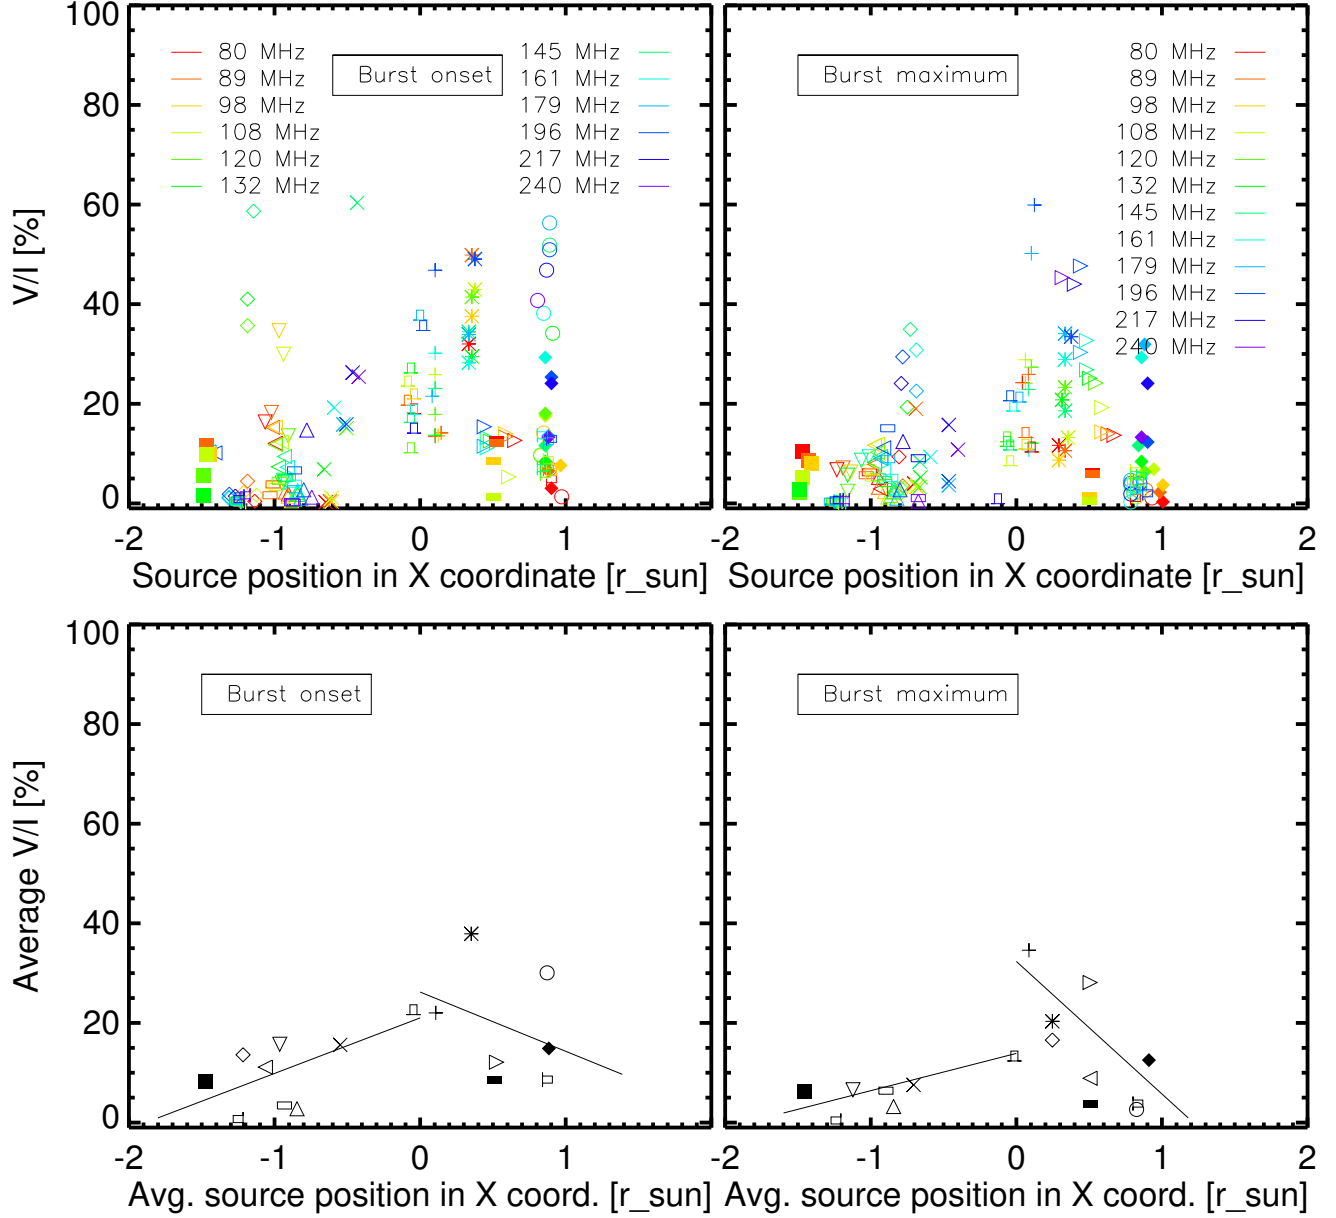 100
80
60
40
20
0
V/I [%]
80 MHz
89 MHz
98 MHz
108 MHz
120 MHz
132 MHz
145 MHz
161 MHz
179 MHz
196 MHz
217 MHz
240 MHz
Burst onset
-2 -1 0 1
Source position in X coordinate [r_sun]
Burst maximum
80 MHz
89 MHz
98 MHz
108 MHz
120 MHz
132 MHz
145 MHz
161 MHz
179 MHz
196 MHz
217 MHz
240 MHz
-2 -1 0 1 2
Source position in X coordinate [r_sun]
100
80
60
40
20
0
Average V/I [%]
Burst onset
-2 -1 0 1
Avg. source position in X coord. [r_sun]
Burst maximum
-2 -1 0 1 2
Avg. source position in X coord. [r_sun]